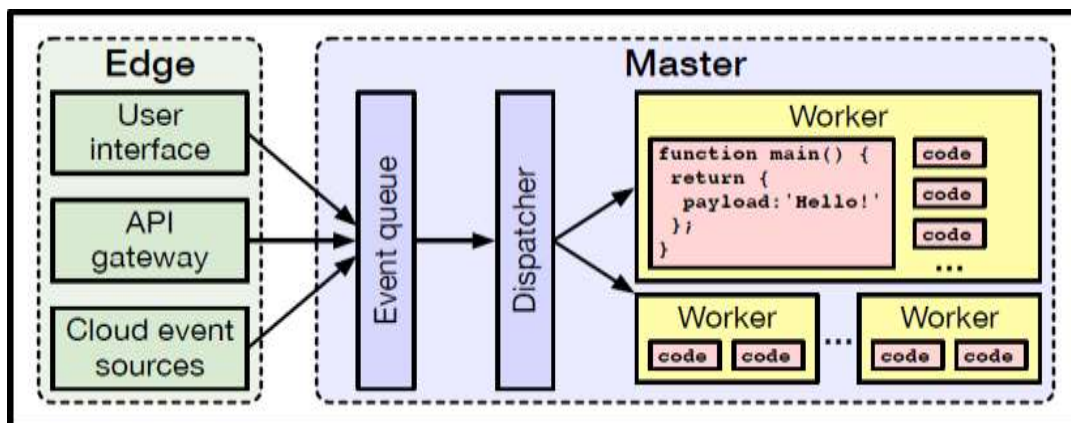 Edge
User
interface
API
gateway
Cloud event
sources
Master
Event queue
Dispatcher
Worker
function main() {
return {
payload:'Hello!'
};
}
code
code
code
...
Worker
code code
...
Worker
code code